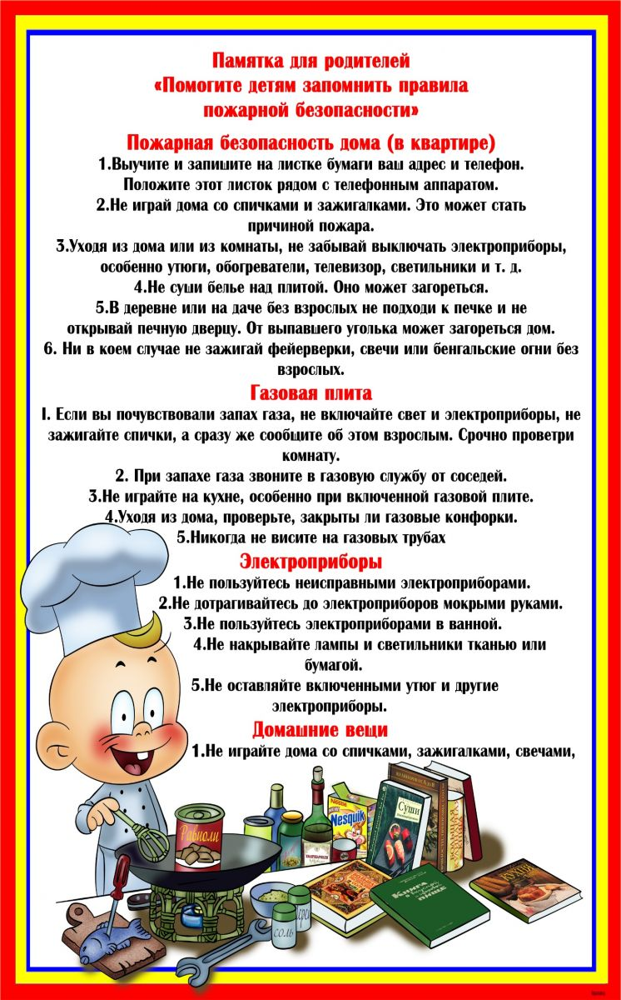 Памятка для родителей
«Помогите детям запомнить правила
пожарной безопасности»
Пожарная безопасность дома (в квартире)
1.Выучите и запишите на листке бумаги ваш адрес и телефон.
Положите этот листок рядом с телефонным аппаратом.
2.Не играй дома со спичками и зажигалками. Это может стать
причиной пожара.
3.Уходя из дома или из комнаты, не забывай выключать электроприборы,
особенно утюги, обогреватели, телевизор, светильники и т. д.
4.Не суши белье над плитой. Оно может загореться.
5.В деревне или на даче без взрослых не подходи к печке и не
открывай печную дверцу. От выпавшего уголька может загореться дом.
6. Ни в коем случае не зажигай фейерверки, свечи или бенгальские огни без
взрослых.
Газовая плита
I. Если вы почувствовали запах газа, не включайте свет и электроприборы, не
зажигайте спички, а сразу же сообщите об этом взрослым. Срочно проветри
комнату.
2. При запахе газа звоните в газовую службу от соседей.
3.Не играйте на кухне, особенно при включенной газовой плите.
4.Уходя из дома, проверьте, закрыты ли газовые конфорки.
5.Никогда не висите на газовых трубах
Электроприборы
1.Не пользуйтесь неисправными электроприборами.
2.Не дотрагивайтесь до электроприборов мокрыми руками.
3.Не пользуйтесь электроприборами в ванной.
4.Не накрывайте лампы и светильники тканью или
бумагой.
5.Не оставляйте включенными утюг и другие
электроприборы.
Домашние вещи
1.Не играйте дома со спичками, зажигалками, свечами,
Nestle
Nesquik
Суши
Равиоли
Книга
о вкусной
пище
КУХНЯ
соль